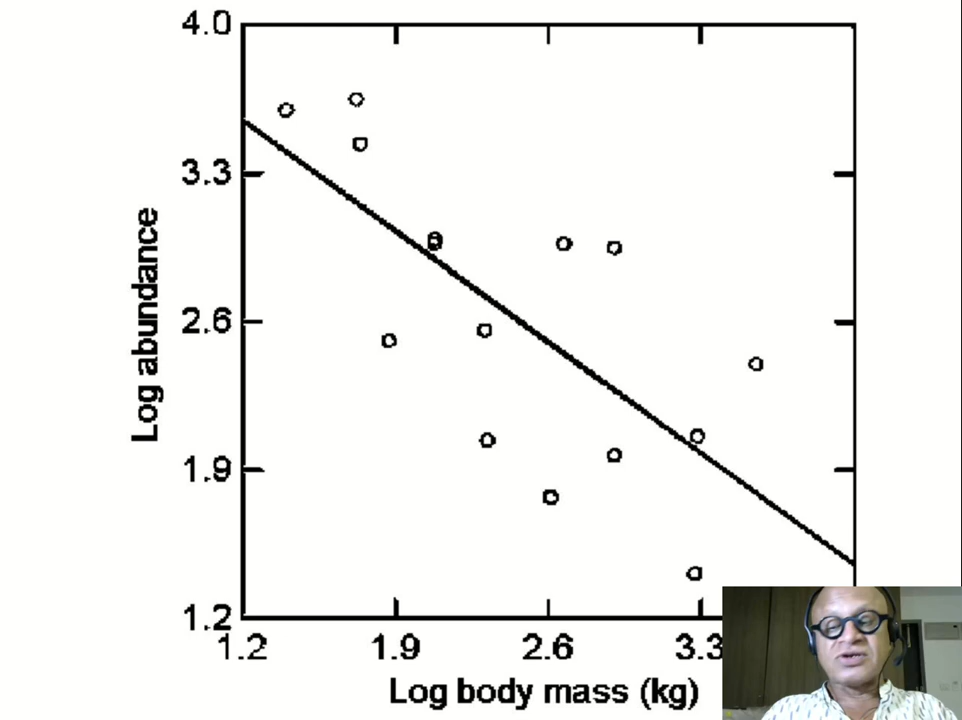 4.0
3.3
2.6
1.9
1.2
Log abundance
1.2 1.9 2.6 3.3
Log body mass (kg)